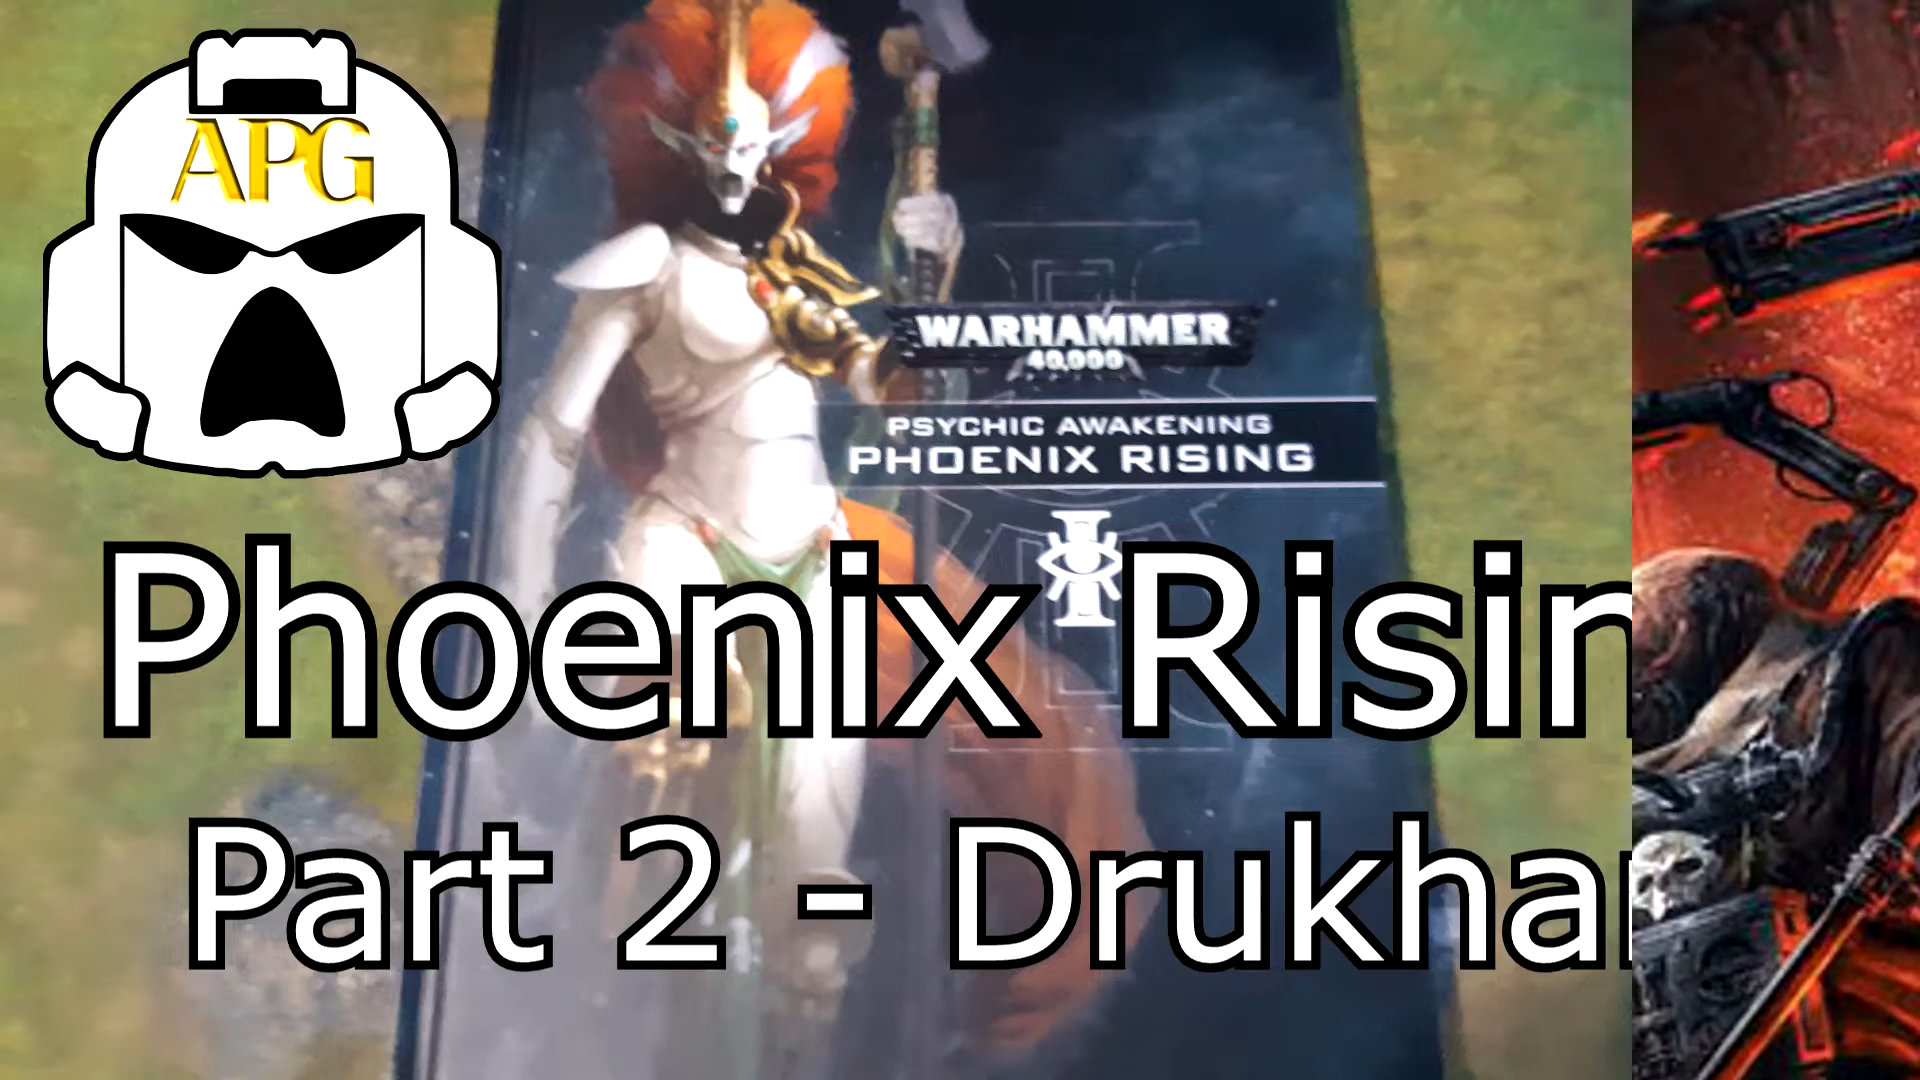 APG
WARHAMMER
40,000
PSYCHIC AWAKENING
PHOENIX RISING
Phoenix Risin
Part 2 - Drukha